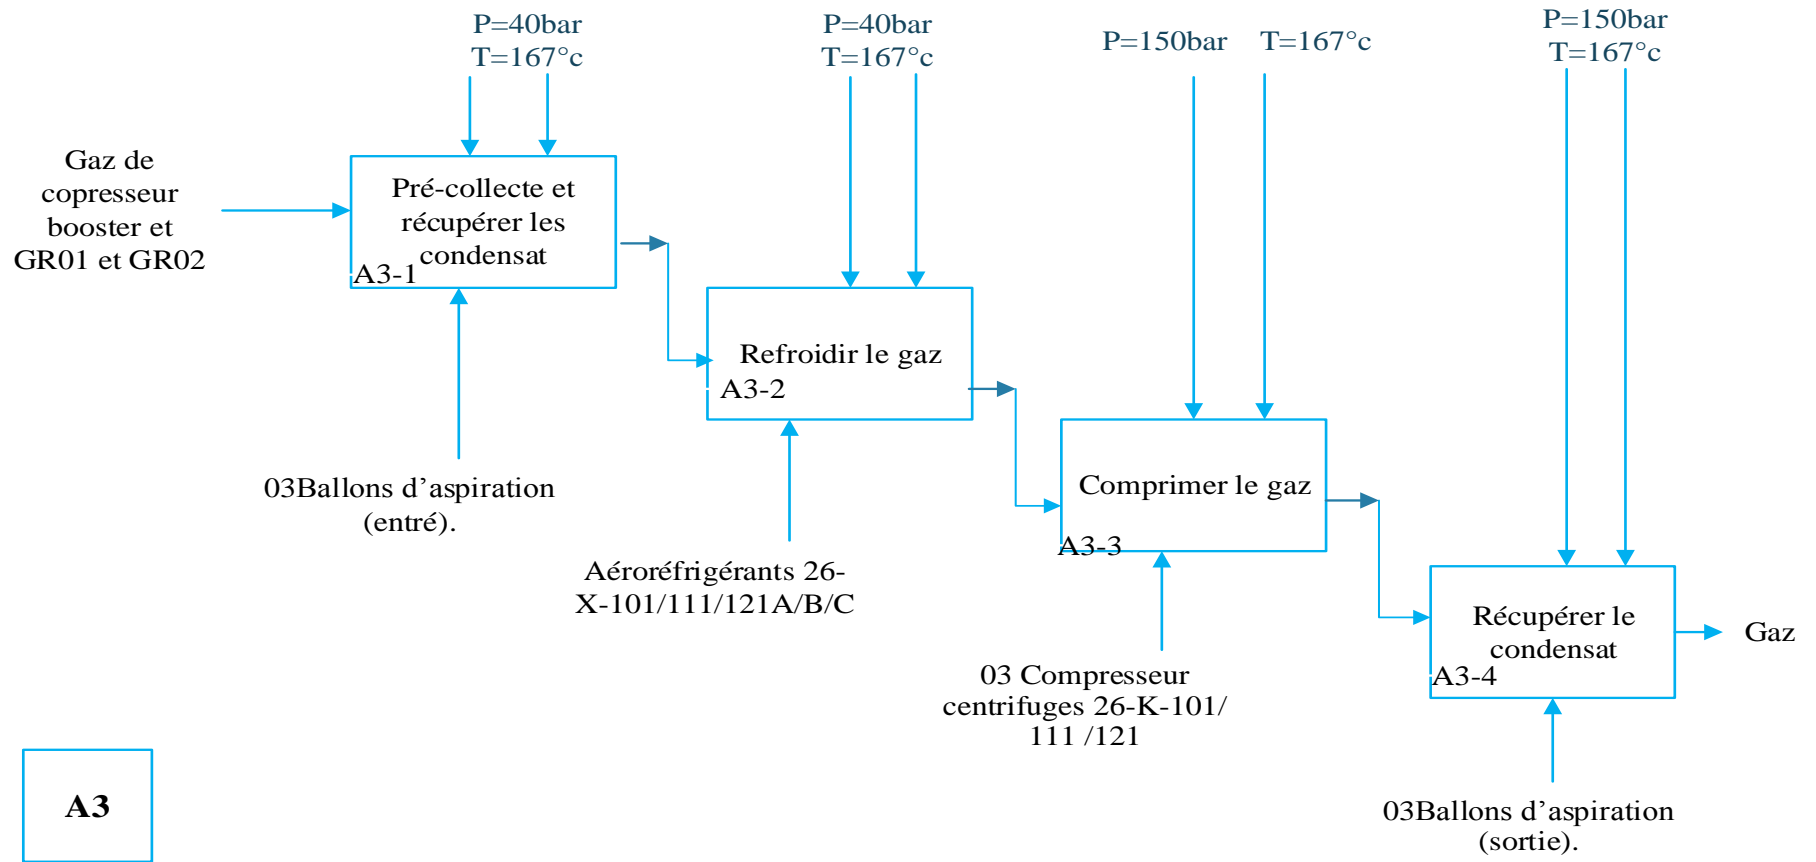 P=40bar
T=167°c
P=40bar
T=167°c
P=150bar
T=167°c
P=150bar
T=167°c
Gaz de
copresseur
booster et
GR01 et GR02
Pré-collecte et
récupérer les
condensat
A3-1
Refroidir le gaz
A3-2
03Ballons d’aspiration
(entré).
Comprimer le gaz
A3-3
Aéroréfrigérants 26-
X-101/111/121A/B/C
Récupérer le
condensat
A3-4
Gaz
03 Compresseur
centrifuges 26-K-101/
111 /121
03Ballons d’aspiration
(sortie).
A3